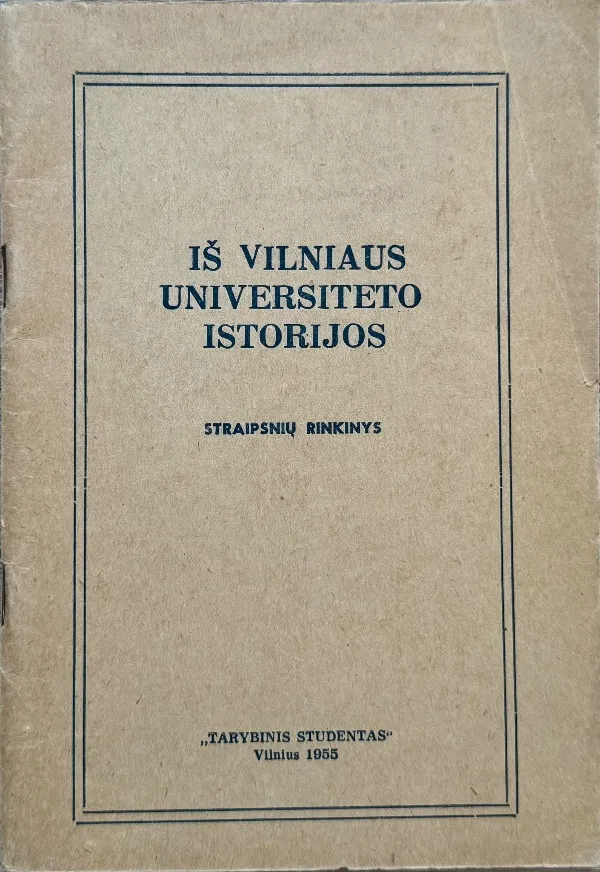 IŠ VILNIAUS
UNIVERSITETO
ISTORIJOS
STRAIPSNIŲ RINKINYS
„TARYBINIS STUDENTAS“
Vilnius 1955